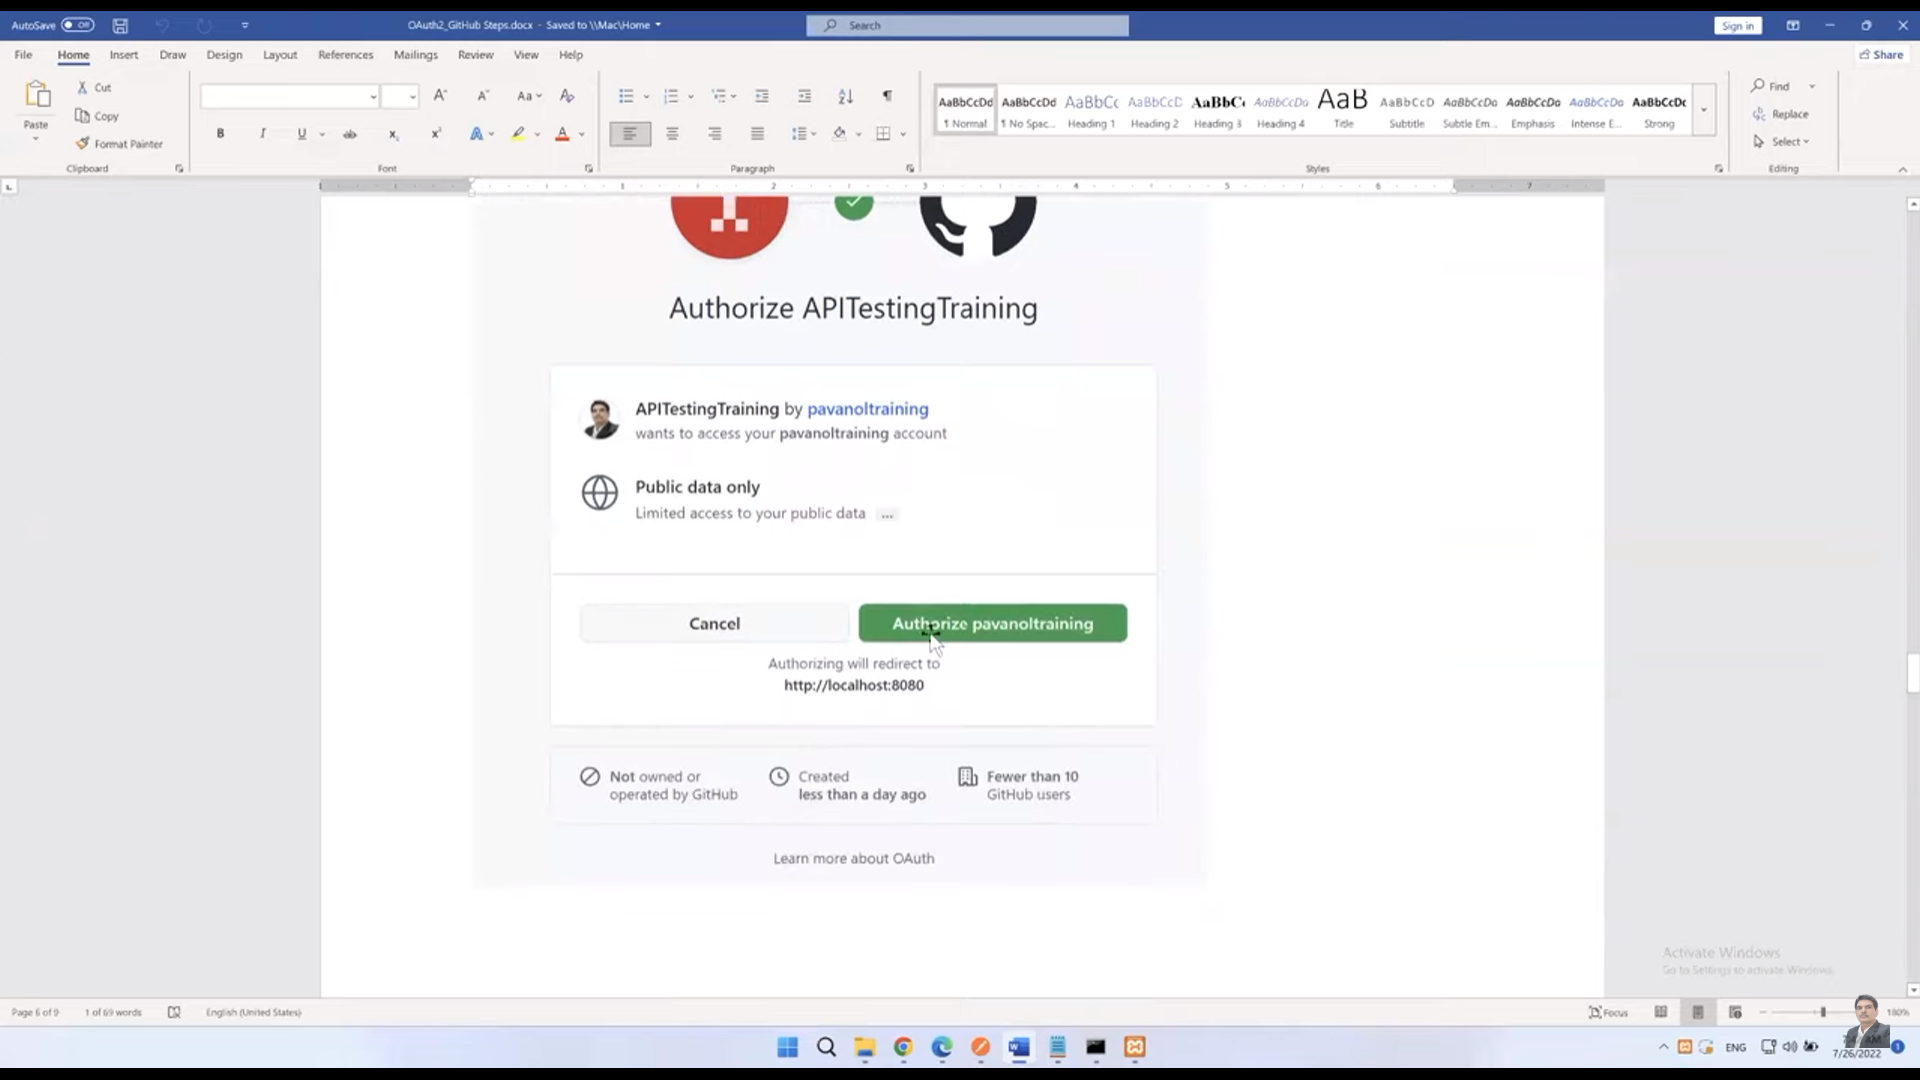 AutoSave Off
OAuth2_GitHub Steps.docx - Saved to \\Mac\Home
Search
Sign in
File Home Insert Draw Design Layout References Mailings Review View Help
Share
Paste
Cut
Copy
Format Painter
Clipboard
Font
Paragraph
AaBbCcDd AaBbCcDd AaBbCc AaBbCcD AaBbCc AaBbCcDa AaB AaBbCcD AaBbCcDa AaBbCcDa AaBbCcDa AaBbCcDc
¶ Normal ¶ No Spac... Heading 1 Heading 2 Heading 3 Heading 4 Title Subtitle Subtle Em... Emphasis Intense E... Strong
Styles
Find
Replace
Select
Editing
1 2 3 4 5 6 7
Authorize APITestingTraining
APITestingTraining by pavanoltraining
wants to access your pavanoltraining account
Public data only
Limited access to your public data ...
Cancel
Authorize pavanoltraining
Authorizing will redirect to
http://localhost:8080
Not owned or
operated by GitHub
Created
less than a day ago
Fewer than 10
GitHub users
Learn more about OAuth
Activate Windows
Go to Settings to activate Windows.
Page 6 of 9 1 of 69 words English (United States)
Focus
180%
ENG
7/26/2022